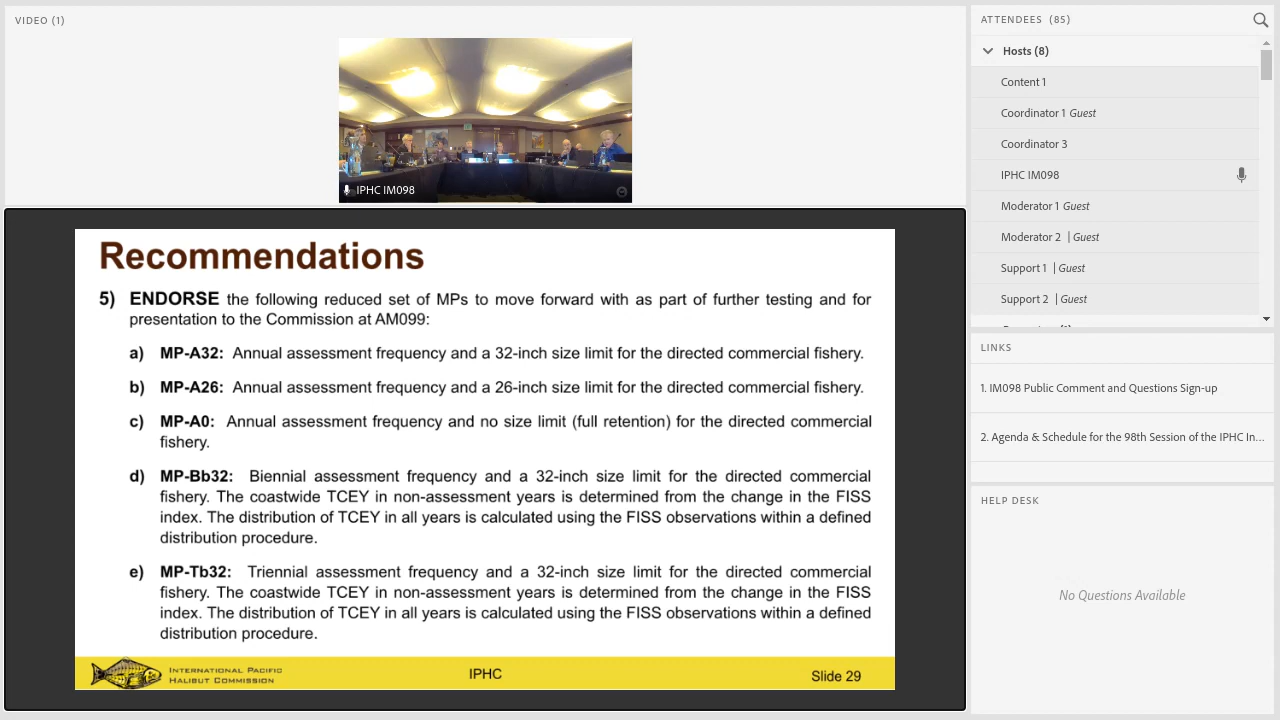 VIDEO (1)
IPHC IM098
Recommendations
5) ENDORSE the following reduced set of MPs to move forward with as part of further testing and for
presentation to the Commission at AM099:
a) MP-A32: Annual assessment frequency and a 32-inch size limit for the directed commercial fishery.
b) MP-A26: Annual assessment frequency and a 26-inch size limit for the directed commercial fishery.
c) MP-A0: Annual assessment frequency and no size limit (full retention) for the directed commercial
fishery.
d) MP-Bb32: Biennial assessment frequency and a 32-inch size limit for the directed commercial
fishery. The coastwide TCEY in non-assessment years is determined from the change in the FISS
index. The distribution of TCEY in all years is calculated using the FISS observations within a defined
distribution procedure.
e) MP-Tb32: Triennial assessment frequency and a 32-inch size limit for the directed commercial
fishery. The coastwide TCEY in non-assessment years is determined from the change in the FISS
index. The distribution of TCEY in all years is calculated using the FISS observations within a defined
distribution procedure.
INTERNATIONAL PACIFIC
HALIBUT COMMISSION
IPHC
Slide 29
ATTENDEES (85)
Hosts (8)
Content 1
Coordinator 1 Guest
Coordinator 3
IPHC IM098
Moderator 1 Guest
Moderator 2 | Guest
Support 1 | Guest
Support 2 | Guest
LINKS
1. IM098 Public Comment and Questions Sign-up
2. Agenda & Schedule for the 98th Session of the IPHC In...
HELP DESK
No Questions Available